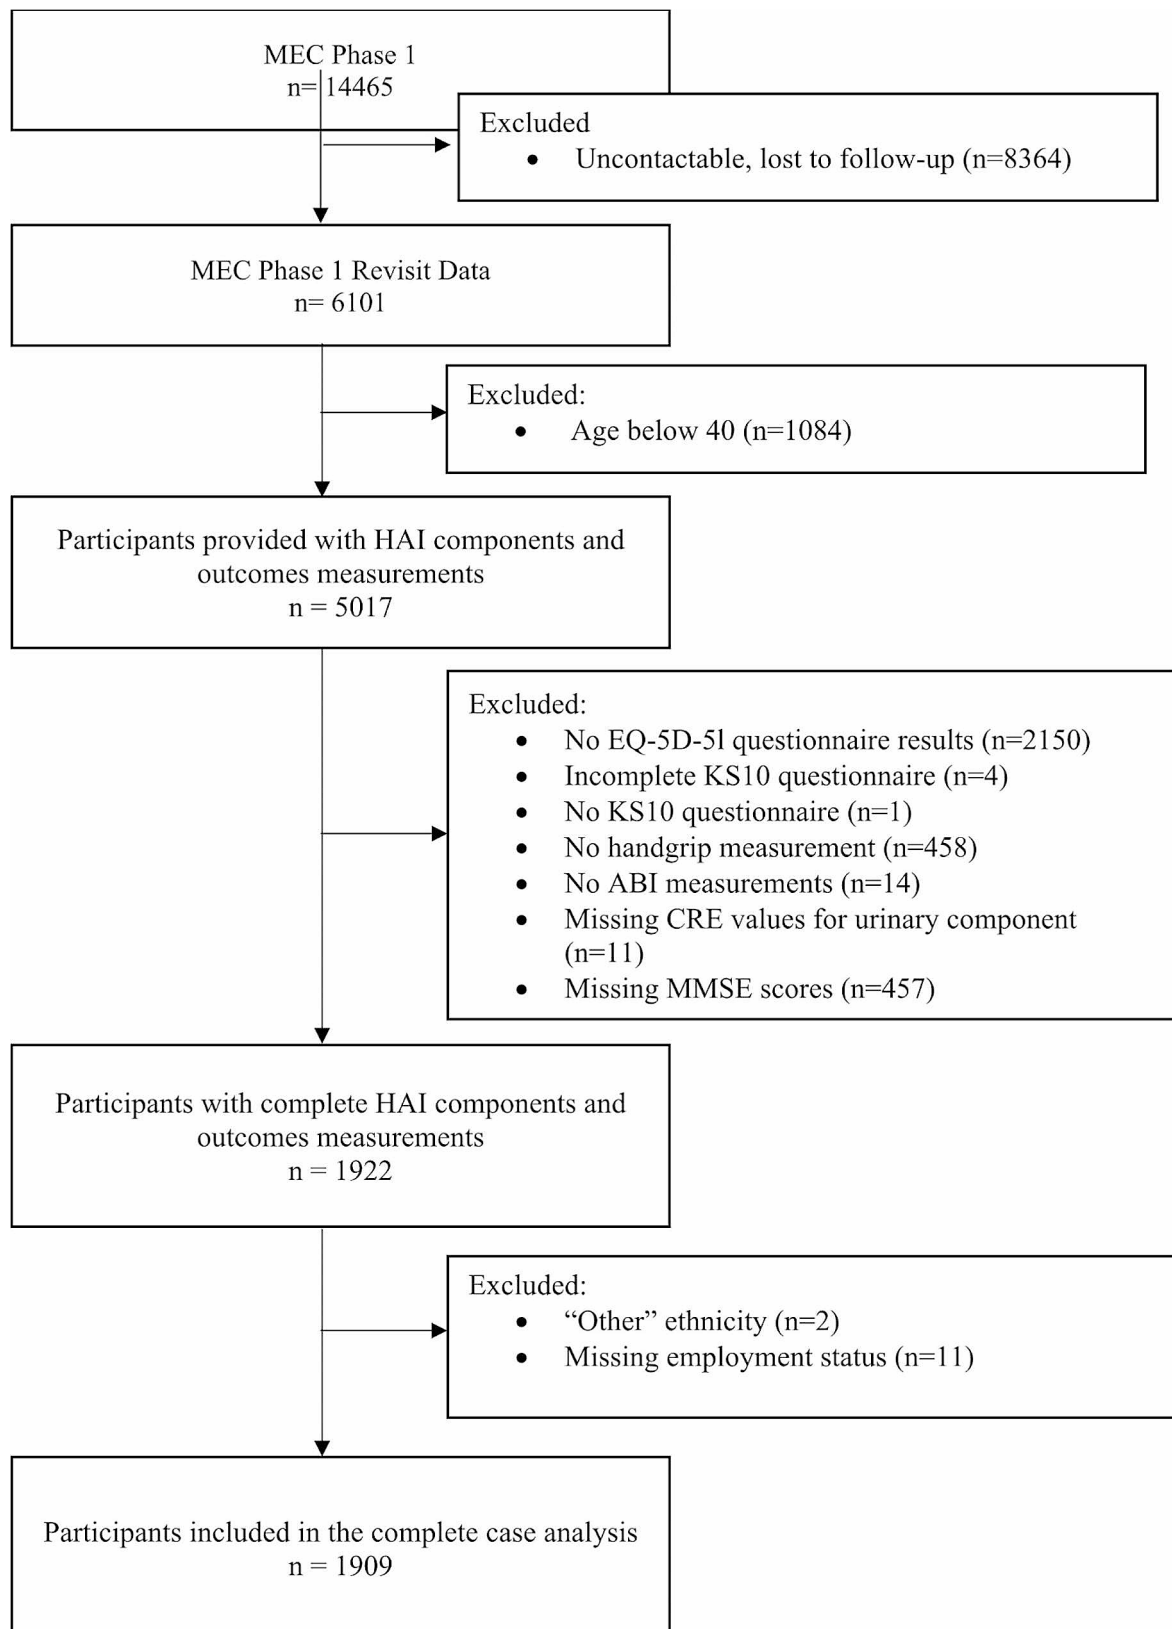 MEC Phase 1
n= 14465
Excluded
• Uncontactable, lost to follow-up (n=8364)
MEC Phase 1 Revisit Data
n= 6101
Excluded:
• Age below 40 (n=1084)
Participants provided with HAI components and
outcomes measurements
n = 5017
Excluded:
• No EQ-5D-5l questionnaire results (n=2150)
• Incomplete KS10 questionnaire (n=4)
• No KS10 questionnaire (n=1)
• No handgrip measurement (n=458)
• No ABI measurements (n=14)
• Missing CRE values for urinary component
(n=11)
• Missing MMSE scores (n=457)
Participants with complete HAI components and
outcomes measurements
n = 1922
Excluded:
• “Other” ethnicity (n=2)
• Missing employment status (n=11)
Participants included in the complete case analysis
n = 1909